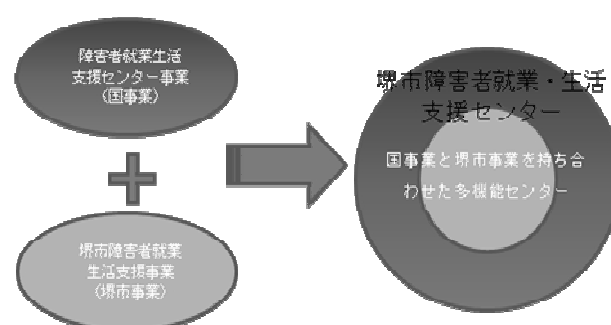 障害者就業生活
支援センター事業
（国事業）
堺市障害者就業
生活支援事業
（堺市事業）
堺市障害者就業・生活
支援センター
国事業と堺市事業を持ち合
わせた多機能センター